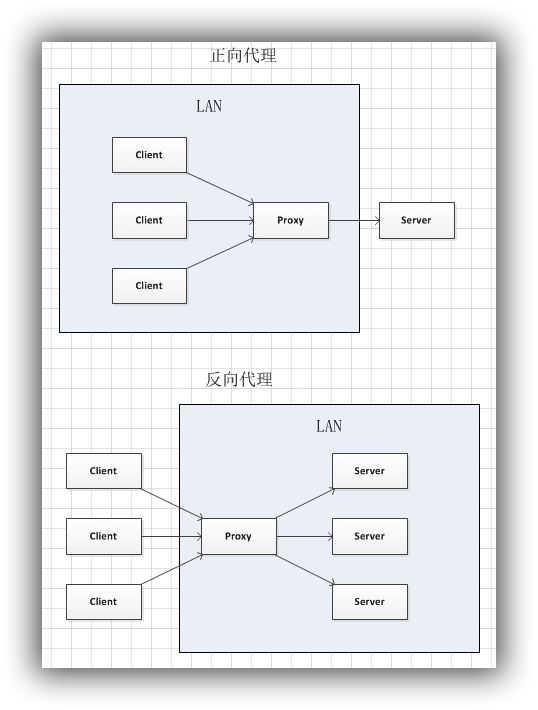 正向代理
LAN
Client
Client
Proxy
Server
Client
反向代理
LAN
Client
Server
Client
Proxy
Server
Client
Server